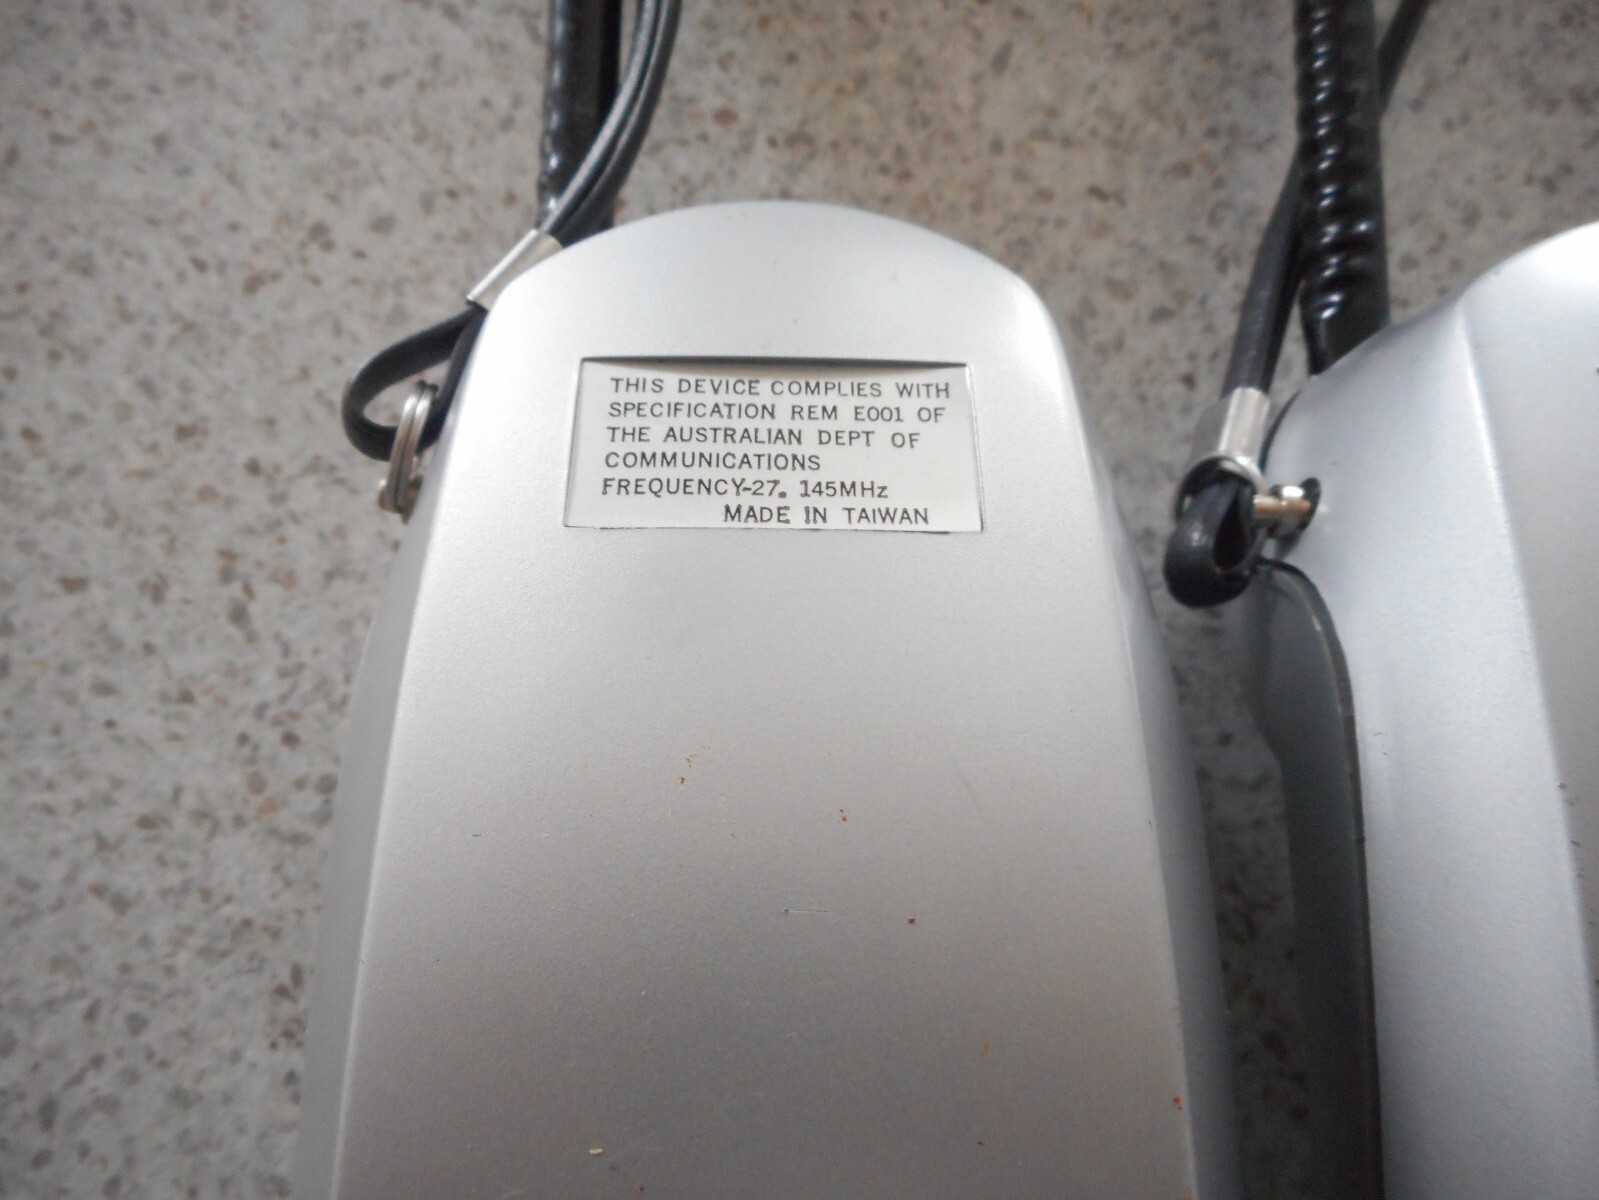 THIS DEVICE COMPLIES WITH
SPECIFICATION REM E001 OF
THE AUSTRALIAN DEPT OF
COMMUNICATIONS
FREQUENCY-27. 145MHz
MADE IN TAIWAN